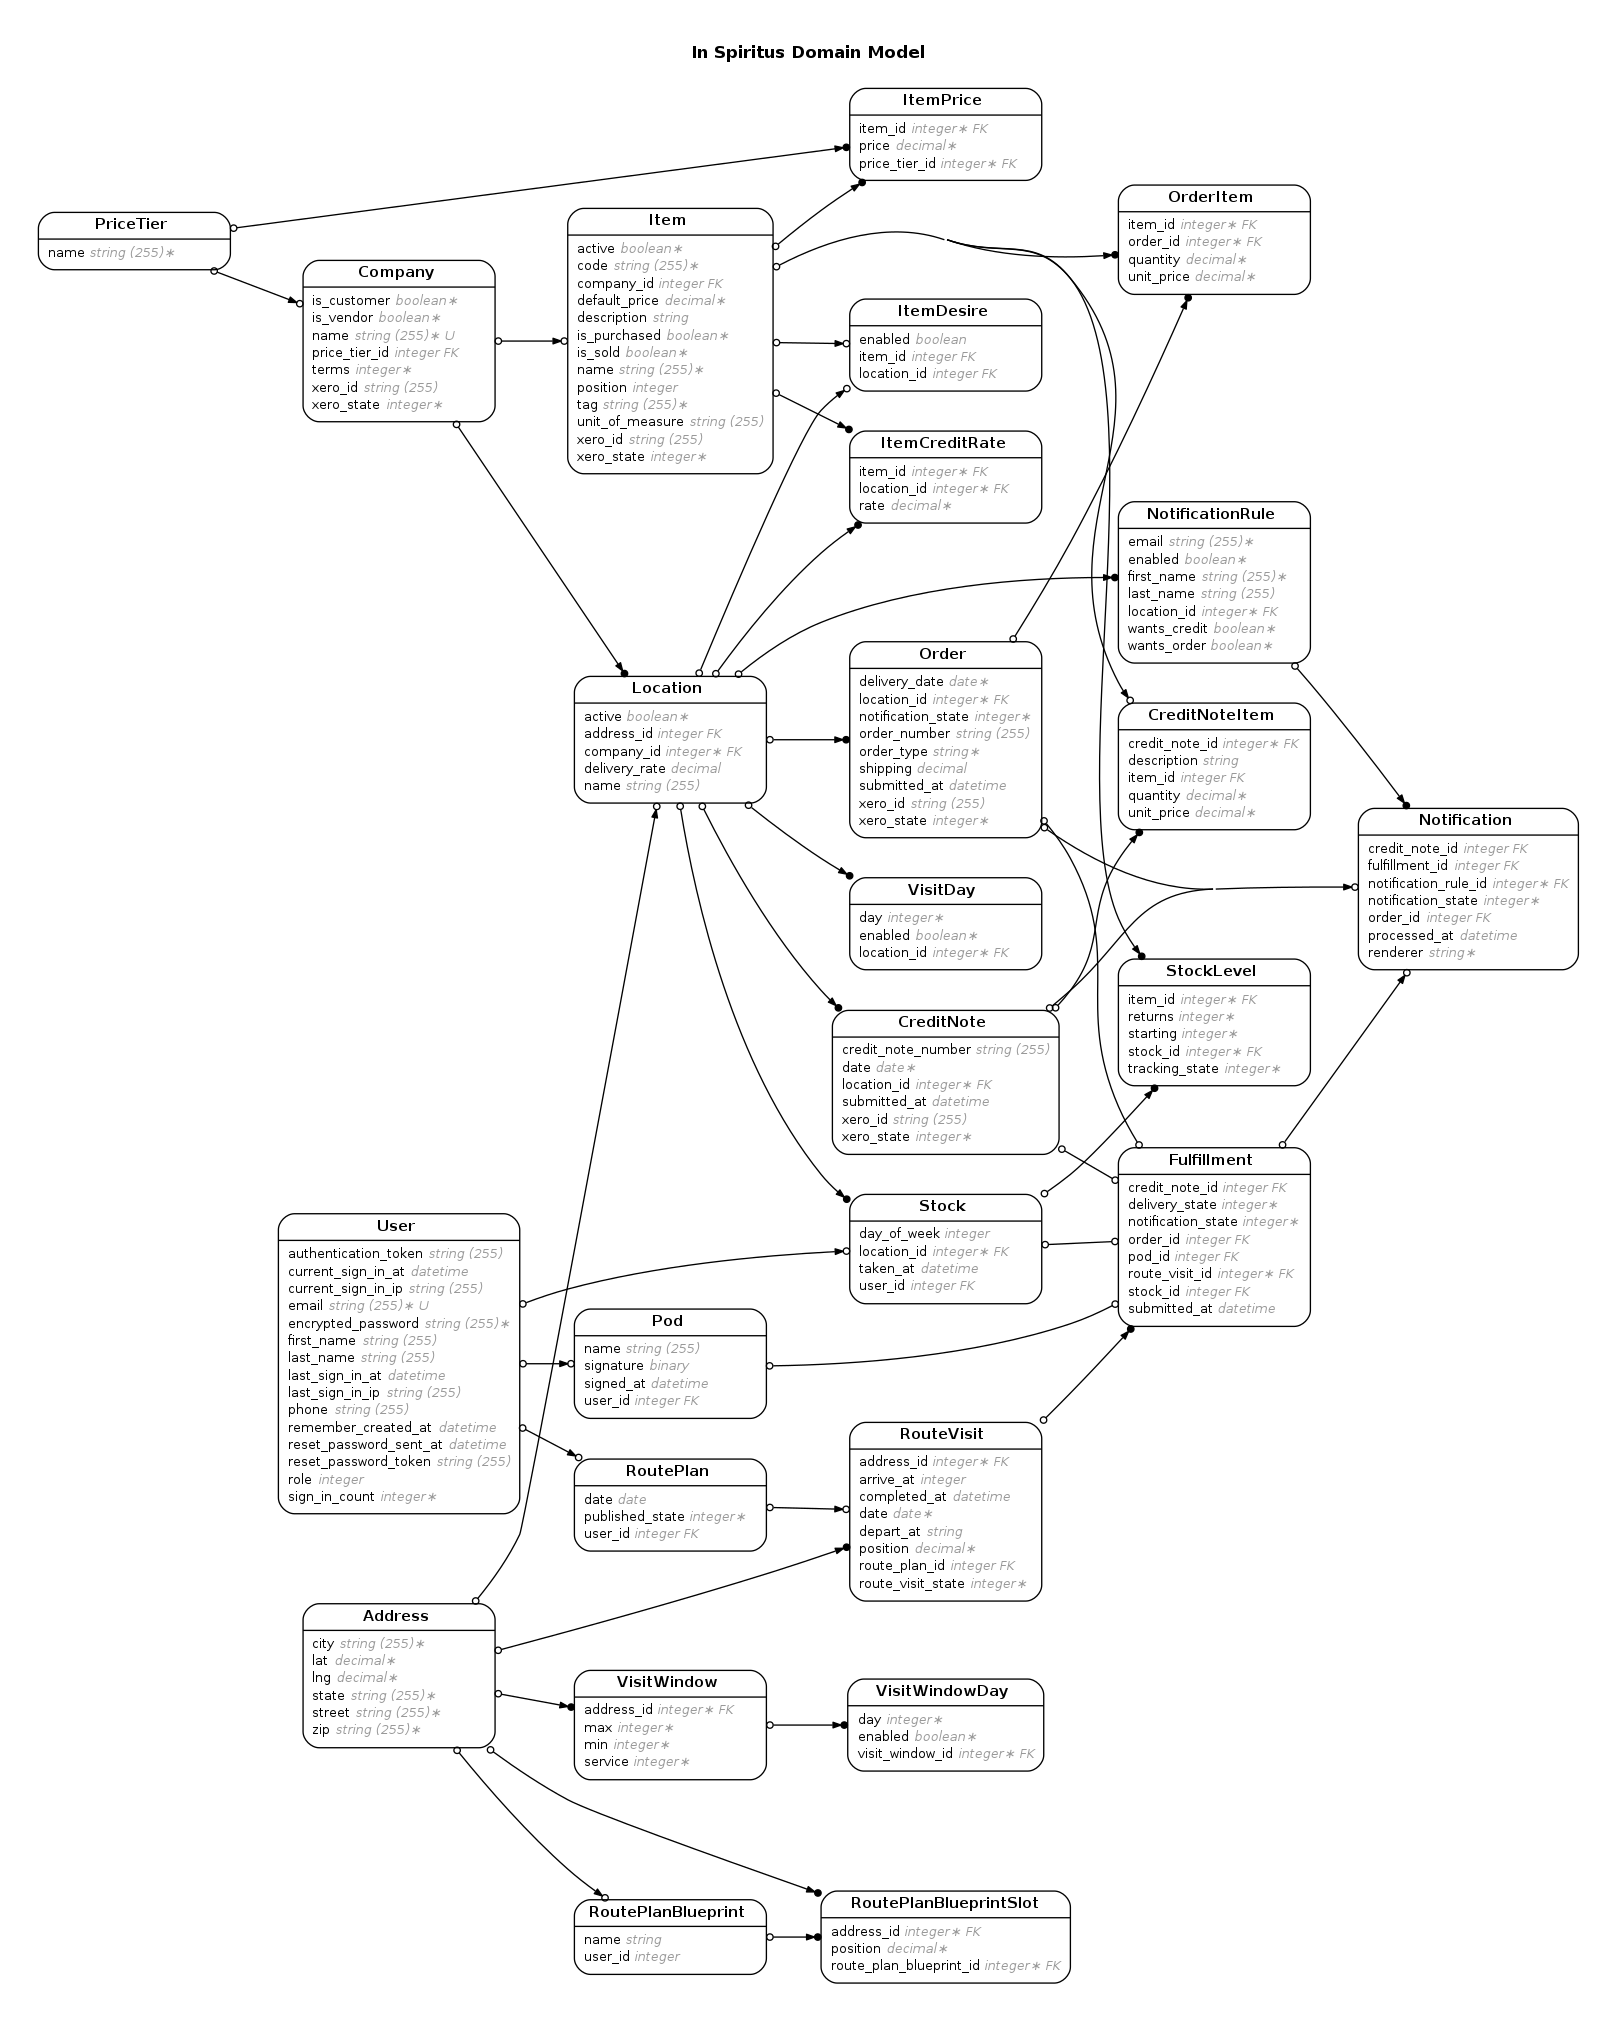 In Spiritus Domain Model
ItemPrice
item_id integer∗ FK
price decimal∗
price_tier_id integer∗ FK
OrderItem
item_id integer∗ FK
order_id integer∗ FK
quantity decimal∗
unit_price decimal∗
PriceTier
name string (255)∗
Item
active boolean∗
code string (255)∗
company_id integer FK
default_price decimal∗
description string
is_purchased boolean∗
is_sold boolean∗
name string (255)∗
position integer
tag string (255)∗
unit_of_measure string (255)
xero_id string (255)
xero_state integer∗
Company
is_customer boolean∗
is_vendor boolean∗
name string (255)∗ U
price_tier_id integer FK
terms integer∗
xero_id string (255)
xero_state integer∗
ItemDesire
enabled boolean
item_id integer FK
location_id integer FK
ItemCreditRate
item_id integer∗ FK
location_id integer∗ FK
rate decimal∗
NotificationRule
email string (255)∗
enabled boolean∗
first_name string (255)∗
last_name string (255)
location_id integer∗ FK
wants_credit boolean∗
wants_order boolean∗
Order
delivery_date date∗
location_id integer∗ FK
notification_state integer∗
order_number string (255)
order_type string∗
shipping decimal
submitted_at datetime
xero_id string (255)
xero_state integer∗
Location
active boolean∗
address_id integer FK
company_id integer∗ FK
delivery_rate decimal
name string (255)
CreditNoteItem
credit_note_id integer∗ FK
description string
item_id integer FK
quantity decimal∗
unit_price decimal∗
Notification
credit_note_id integer FK
fulfillment_id integer FK
notification_rule_id integer∗ FK
notification_state integer∗
order_id integer FK
processed_at datetime
renderer string∗
VisitDay
day integer∗
enabled boolean∗
location_id integer∗ FK
StockLevel
item_id integer∗ FK
returns integer∗
starting integer∗
stock_id integer∗ FK
tracking_state integer∗
CreditNote
credit_note_number string (255)
date date∗
location_id integer∗ FK
submitted_at datetime
xero_id string (255)
xero_state integer∗
Fulfillment
credit_note_id integer FK
delivery_state integer∗
notification_state integer∗
order_id integer FK
pod_id integer FK
route_visit_id integer∗ FK
stock_id integer FK
submitted_at datetime
Stock
day_of_week integer
location_id integer∗ FK
taken_at datetime
user_id integer FK
User
authentication_token string (255)
current_sign_in_at datetime
current_sign_in_ip string (255)
email string (255)∗ U
encrypted_password string (255)∗
first_name string (255)
last_name string (255)
last_sign_in_at datetime
last_sign_in_ip string (255)
phone string (255)
remember_created_at datetime
reset_password_sent_at datetime
reset_password_token string (255)
role integer
sign_in_count integer∗
Pod
name string (255)
signature binary
signed_at datetime
user_id integer FK
RoutePlan
date date
published_state integer∗
user_id integer FK
RouteVisit
address_id integer∗ FK
arrive_at integer
completed_at datetime
date date∗
depart_at string
position decimal∗
route_plan_id integer FK
route_visit_state integer∗
Address
city string (255)∗
lat decimal∗
lng decimal∗
state string (255)∗
street string (255)∗
zip string (255)∗
VisitWindow
address_id integer∗ FK
max integer∗
min integer∗
service integer∗
VisitWindowDay
day integer∗
enabled boolean∗
visit_window_id integer∗ FK
RoutePlanBlueprint
name string
user_id integer
RoutePlanBlueprintSlot
address_id integer∗ FK
position decimal∗
route_plan_blueprint_id integer∗ FK